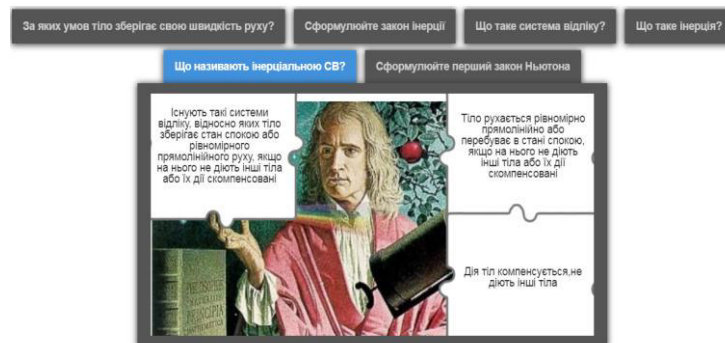 За яких умов тіло зберігає свою швидкість руху?
Сформулюйте закон інерції
Що таке система відліку?
Що таке інерція?
Що називають інерціальною СВ?
Сформулюйте перший закон Ньютона
Існують такі системи
відліку, відносно яких тіло
зберігає стан спокою або
рівномірного
прямолінійного руху, якщо
на нього не діють інші тіла
або їх дії скомпенсовані
Тіло рухається рівномірно
прямолінійно або
перебуває в стані спокою,
якщо на нього не діють
інші тіла або їх дії
скомпенсовані
Дія тіл компенсується,не
діють інші тіла
PRINCIPIA